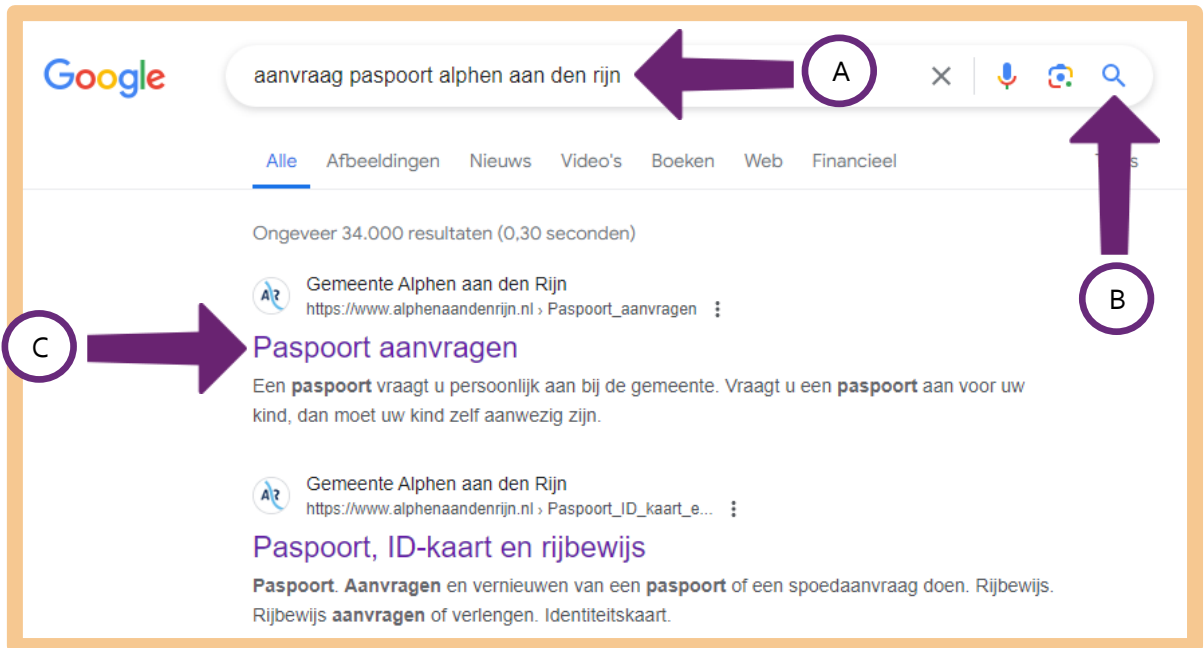 Google
aanvraag paspoort alphen aan den rijn
A
Alle Afbeeldingen Nieuws Video's Boeken Web Financieel
B
Ongeveer 34.000 resultaten (0,30 seconden)
AR
Gemeente Alphen aan den Rijn
https://www.alphenaandenrijn.nl › Paspoort_aanvragen
C
Paspoort aanvragen
Een paspoort vraagt u persoonlijk aan bij de gemeente. Vraagt u een paspoort aan voor uw
kind, dan moet uw kind zelf aanwezig zijn.
AR
Gemeente Alphen aan den Rijn
https://www.alphenaandenrijn.nl › Paspoort_ID_kaart_e...
Paspoort, ID-kaart en rijbewijs
Paspoort. Aanvragen en vernieuwen van een paspoort of een spoedaanvraag doen. Rijbewijs.
Rijbewijs aanvragen of verlengen. Identiteitskaart.